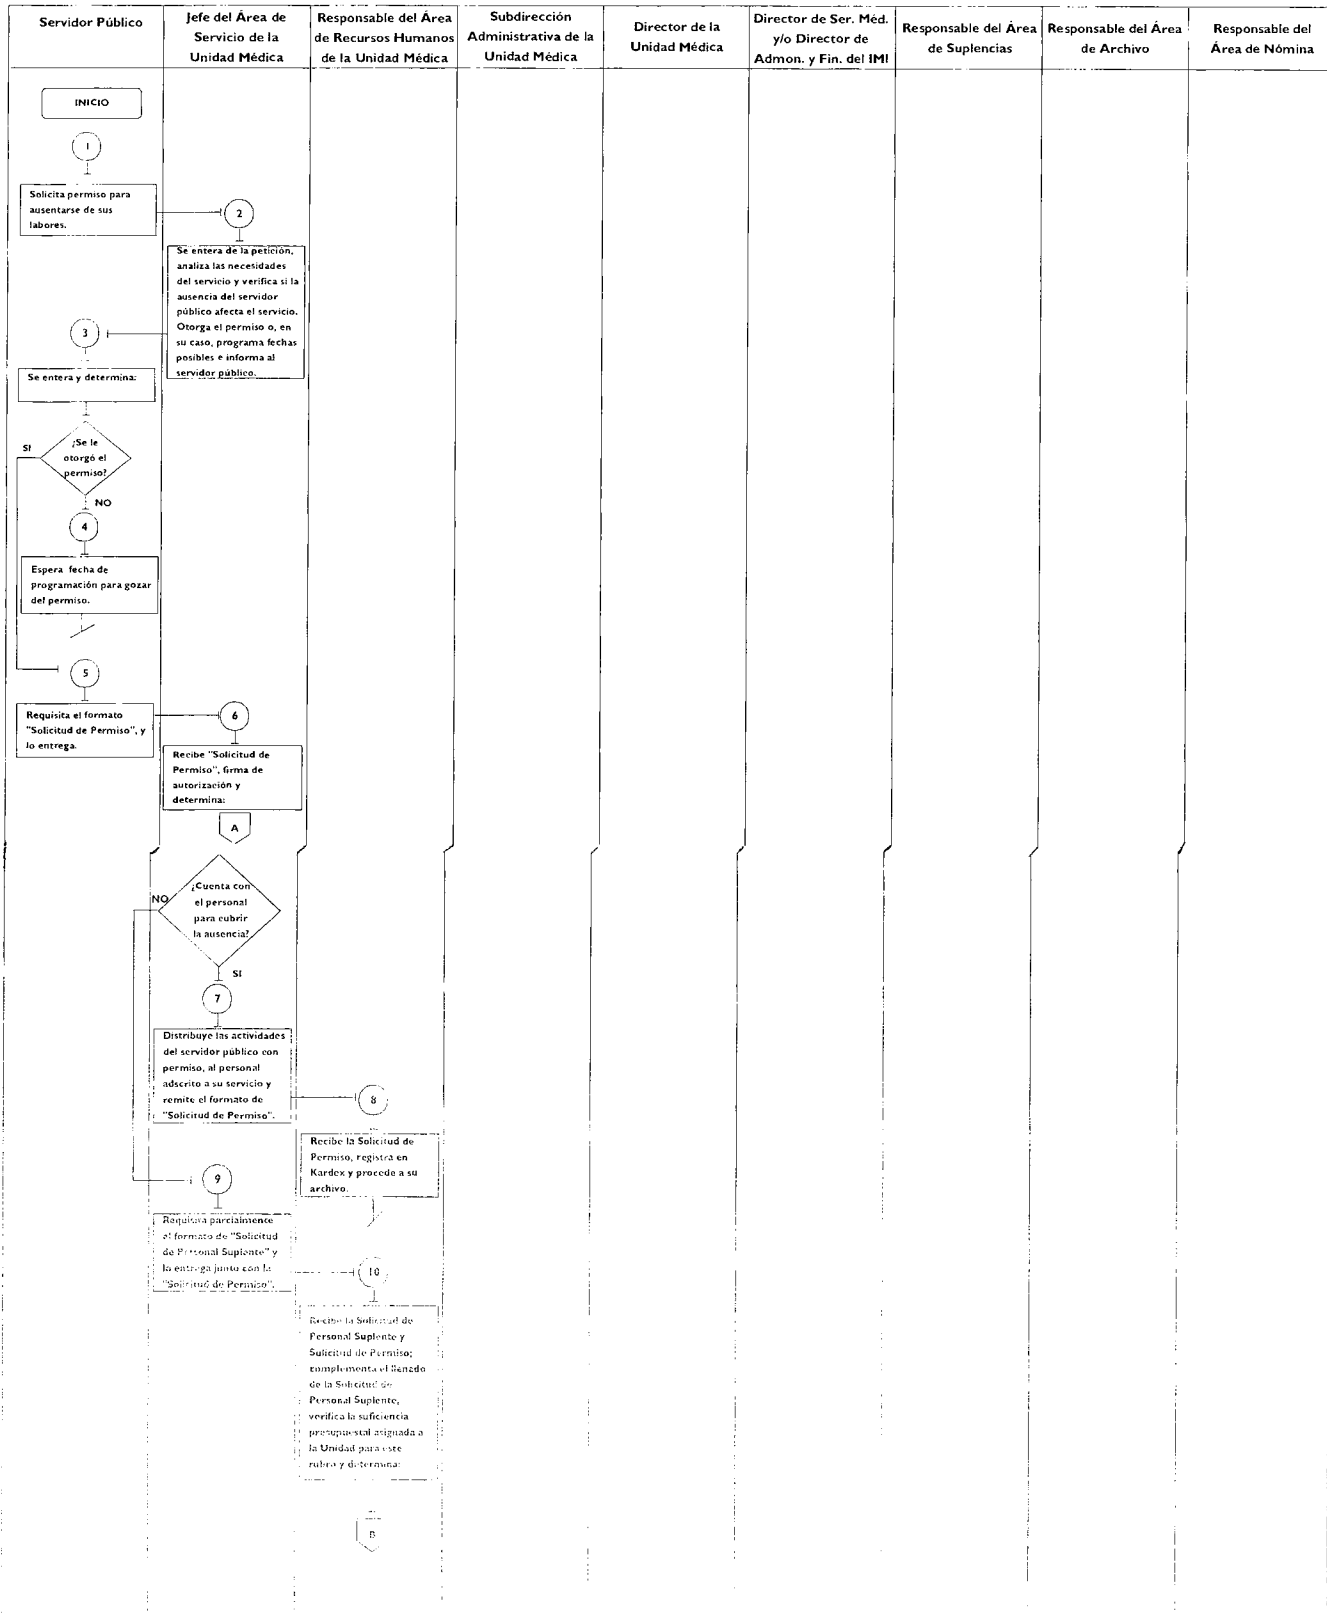 Servidor Público
Jefe del Área de
Servicio de la
Unidad Médica
Responsable del Área
de Recursos Humanos
de la Unidad Médica
Subdirección
Administrativa de la
Unidad Médica
Director de la
Unidad Médica
Director de Ser. Méd.
y/o Director de
Admon. y Fin. del IMI
Responsable del Área
de Suplencias
Responsable del Área
de Archivo
Responsable del
Área de Nómina
INICIO
1
Solicita permiso para
ausentarse de sus
labores.
2
Se entera de la petición,
analiza las necesidades
del servicio y verifica si la
ausencia del servidor
público afecta el servicio.
Otorga el permiso o, en
su caso, programa fechas
posibles e informa al
servidor público.
3
Se entera y determina:
¿Se le
otorgó el
permiso?
SI
NO
4
Espera fecha de
programación para gozar
del permiso.
5
Requisita el formato
"Solicitud de Permiso", y
lo entrega.
6
Recibe "Solicitud de
Permiso", firma de
autorización y
determina:
A
¿Cuenta con
el personal
para cubrir
la ausencia?
NO
SI
7
Distribuye las actividades
del servidor público con
permiso, al personal
adscrito a su servicio y
remite el formato de
"Solicitud de Permiso".
8
Recibe la Solicitud de
Permiso, registra en
Kardex y procede a su
archivo.
9
Requisita parcialmente
el formato de "Solicitud
de Personal Suplente" y
la entrega junto con la
"Solicitud de Permiso".
10
Recibe la Solicitud de
Personal Suplente y
Solicitud de Permiso;
complementa el llenado
de la Solicitud de
Personal Suplente,
verifica la suficiencia
presupuestal asignada a
la Unidad para este
rubro y determina:
B